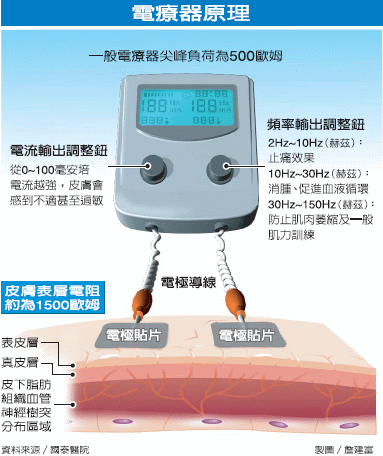 電療器原理
一般電療器尖峰負荷為500歐姆
電流輸出調整鈕
從0~100毫安培
電流越強，皮膚會
感到不適甚至過敏
頻率輸出調整鈕
2Hz~10Hz(赫茲)：
止痛效果
10Hz~30Hz(赫茲)：
消腫、促進血液循環
30Hz~150Hz(赫茲)：
防止肌肉萎縮及一般
肌力訓練
電極導線
皮膚表層電阻
約為1500歐姆
電極貼片
電極貼片
表皮層
真皮層
皮下脂肪
組織血管
神經樹突
分布區域
資料來源／國泰醫院
製圖／詹建富